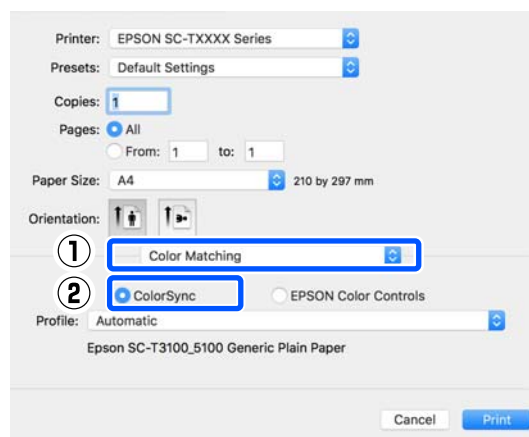 Printer: EPSON SC-TXXXX Series
Presets: Default Settings
Copies: 1
Pages: All
From: 1 to: 1
Paper Size: A4 210 by 297 mm
Orientation:
① Color Matching
② ColorSync EPSON Color Controls
Profile: Automatic
Epson SC-T3100_5100 Generic Plain Paper
Cancel Print